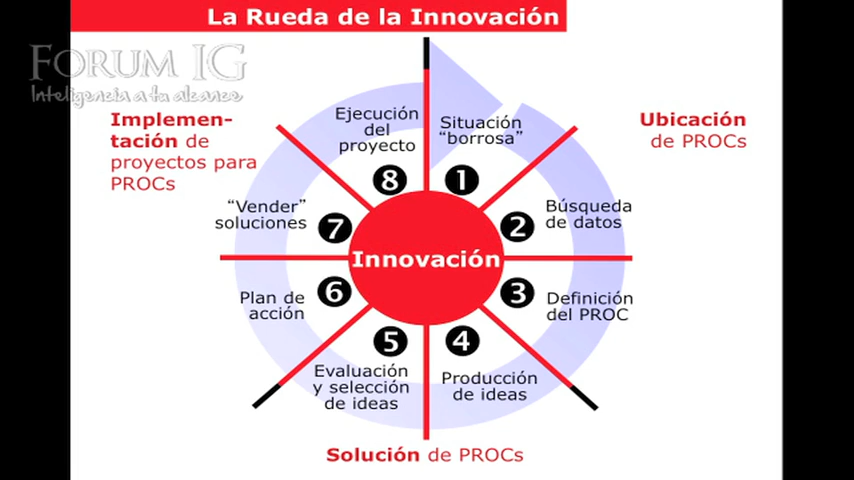 La Rueda de la Innovación
FORUM IG
Inteligencia a tu alcance
Implemen-
tación de
proyectos para
PROCs
Ubicación
de PROCs
Ejecución
del
proyecto
8
Situación
“borrosa”
1
“Vender”
soluciones
7
2
Búsqueda
de datos
Innovación
Plan de
acción
6
3
Definición
del PROC
5
Evaluación
y selección
de ideas
4
Producción
de ideas
Solución de PROCs